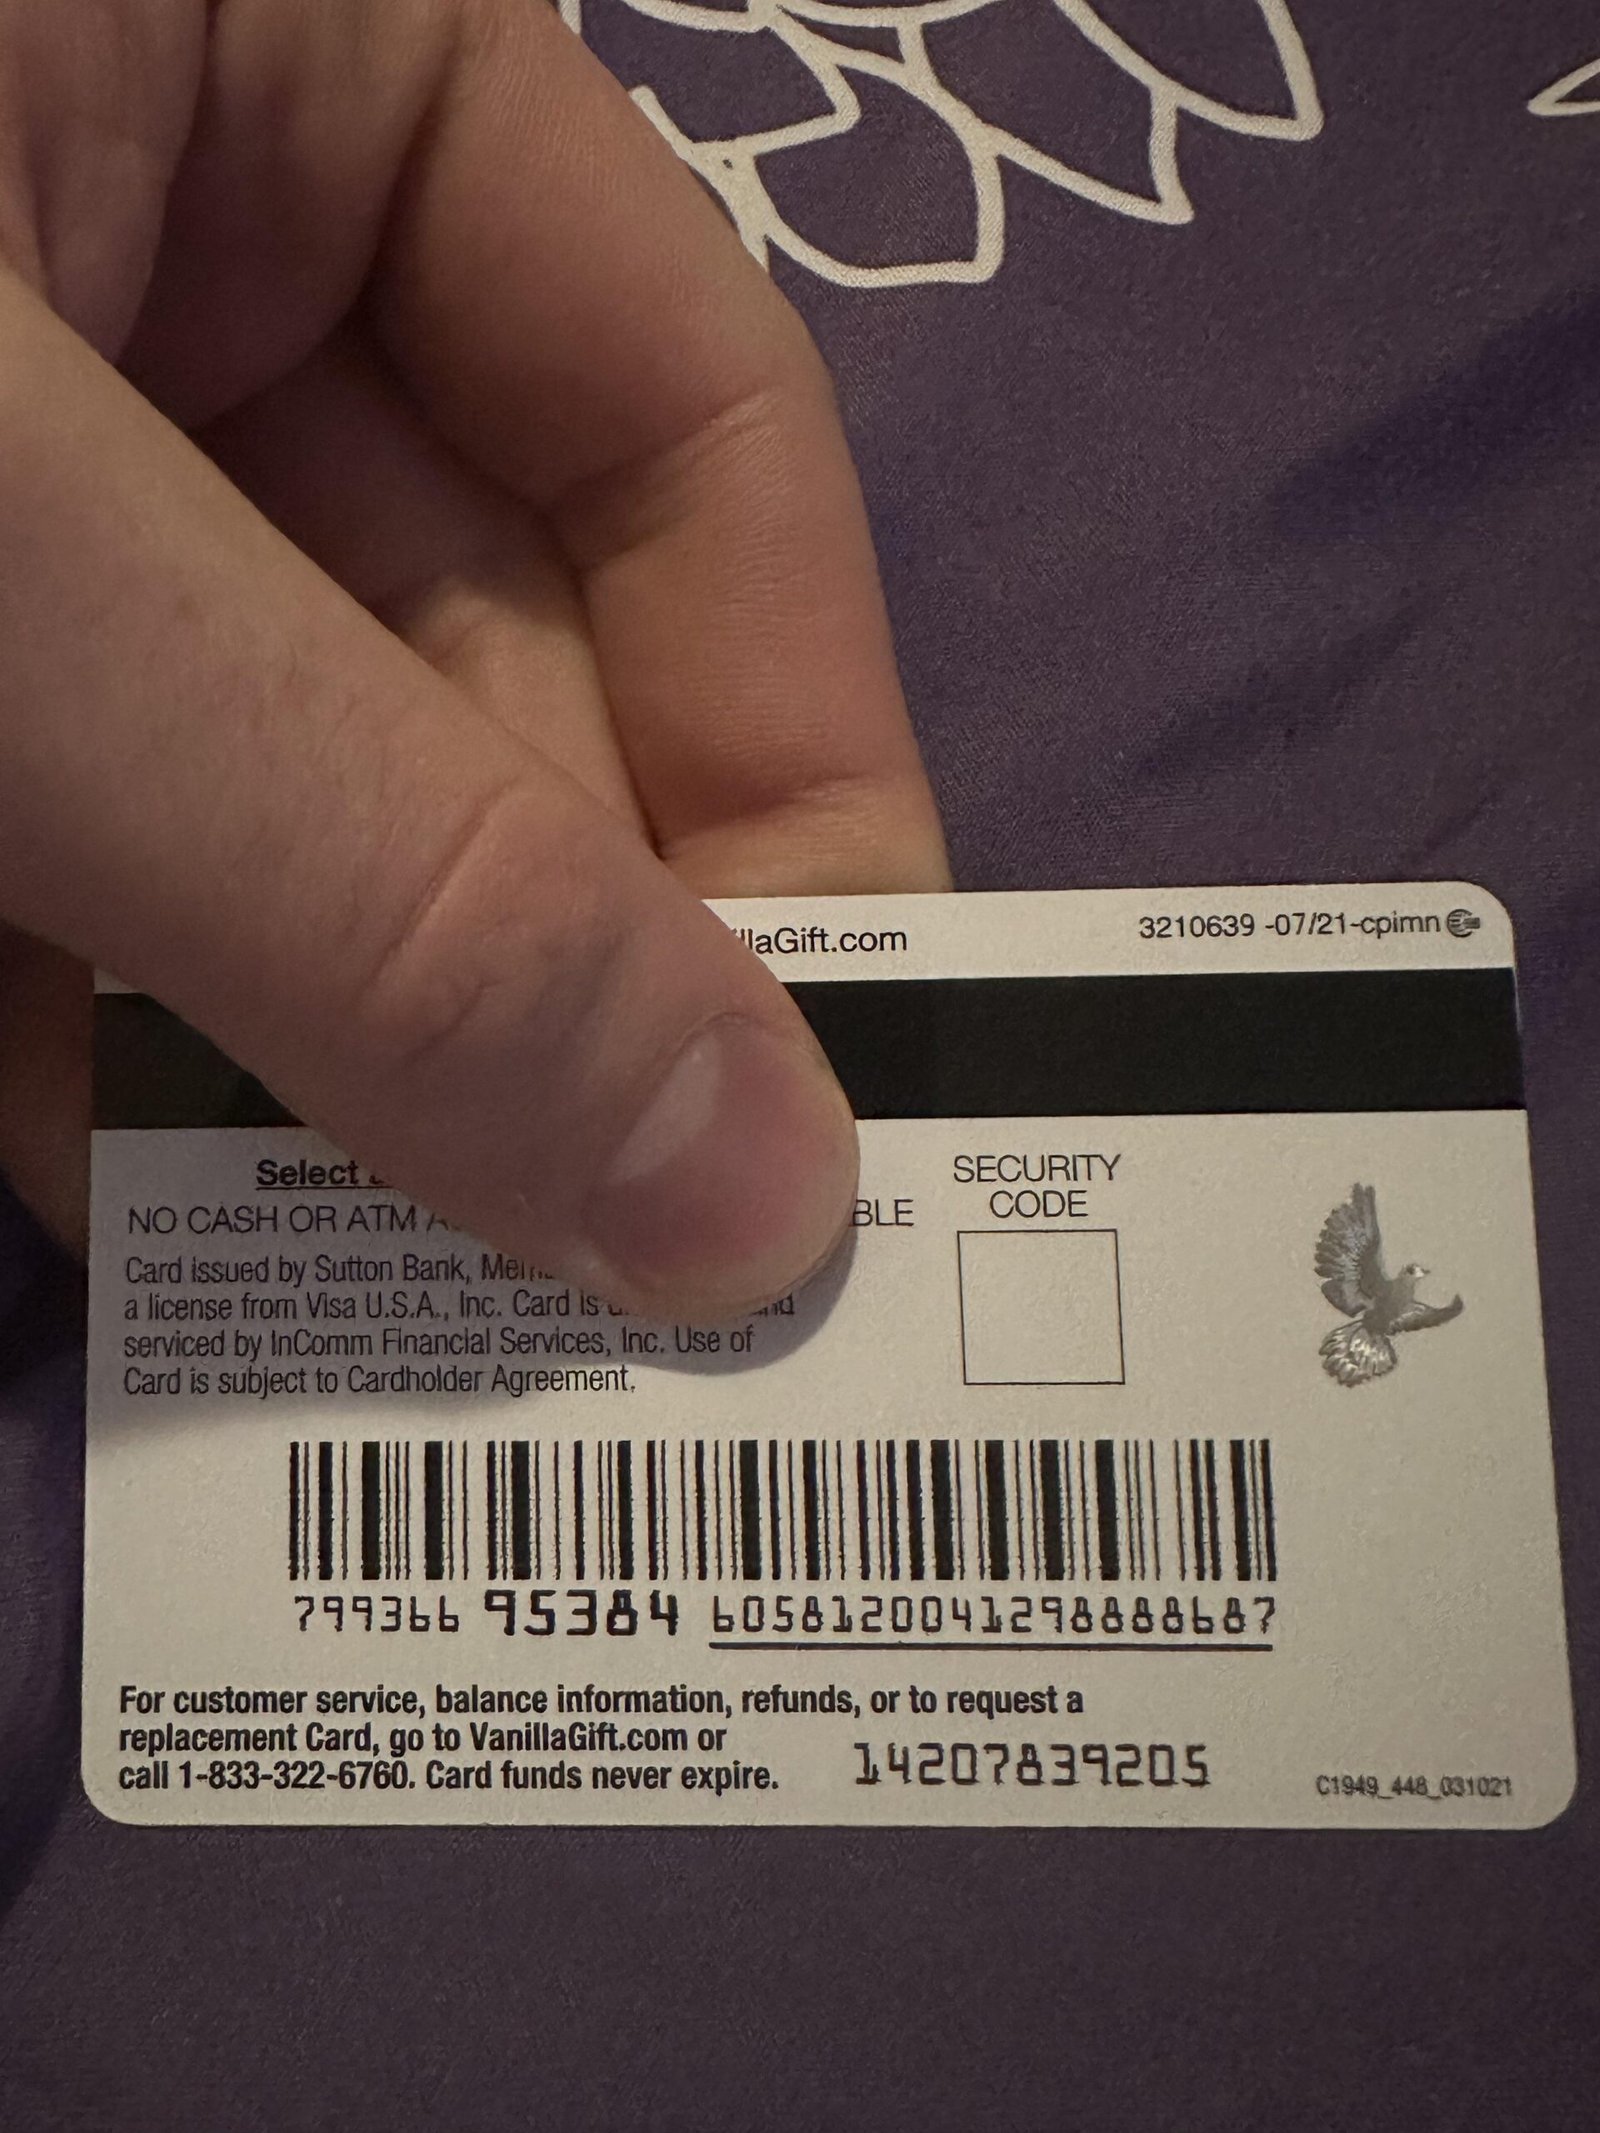 laGift.com
3210639 -07/21-cpimn
Select
NO CASH OR ATM
SECURITY
CODE
Card issued by Sutton Bank,
a license from Visa U.S.A., Inc. Card is
serviced by InComm Financial Services, Inc. Use of
Card is subject to Cardholder Agreement.
799366 95384 6058120041298888687
For customer service, balance information, refunds, or to request a
replacement Card, go to VanillaGift.com or
call 1-833-322-6760. Card funds never expire.
14207839205
C1949_448_031021